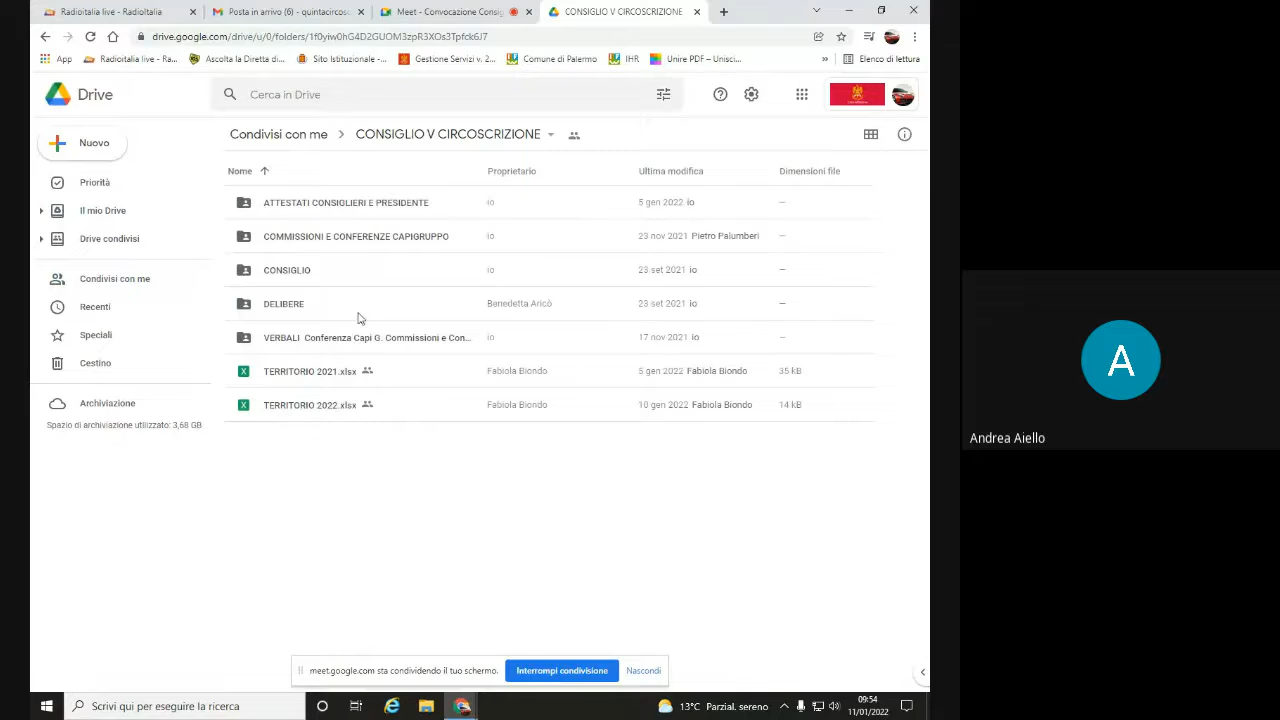 Radioitalia live - RadioItalia
Posta in arrivo (6) - quintacircos
Meet - Convocazione Consig
CONSIGLIO V CIRCOSCRIZIONE
drive.google.com/drive/u/0/folders/1f0yiw0hG4D2GUOM3zpR3XOs3Tpfck6J7
App
Radioitalia live - Ra...
Ascolta la Diretta di...
Sito Istituzionale -...
Gestione Servizi v. 2...
Comune di Palermo
IHR
Unire PDF – Unisci...
»
Elenco di lettura
Drive
Cerca in Drive
Nuovo
Condivisi con me > CONSIGLIO V CIRCOSCRIZIONE
Nome Proprietario Ultima modifica Dimensioni file
Priorità
Il mio Drive
Drive condivisi
Condivisi con me
Recenti
Speciali
Cestino
Archiviazione
Spazio di archiviazione utilizzato: 3,68 GB
ATTESTATI CONSIGLIERI E PRESIDENTE io 5 gen 2022 io –
COMMISSIONI E CONFERENZE CAPIGRUPPO io 23 nov 2021 Pietro Palumberi –
CONSIGLIO io 23 set 2021 io –
DELIBERE Benedetta Aricò 23 set 2021 io –
VERBALI Conferenza Capi G. Commissioni e Con... io 17 nov 2021 io –
TERRITORIO 2021.xlsx Fabiola Biondo 5 gen 2022 Fabiola Biondo 35 kB
TERRITORIO 2022.xlsx Fabiola Biondo 10 gen 2022 Fabiola Biondo 14 kB
meet.google.com sta condividendo il tuo schermo.
Interrompi condivisione
Nascondi
Scrivi qui per eseguire la ricerca
13°C Parzial. sereno
09:54
11/01/2022
A
Andrea Aiello